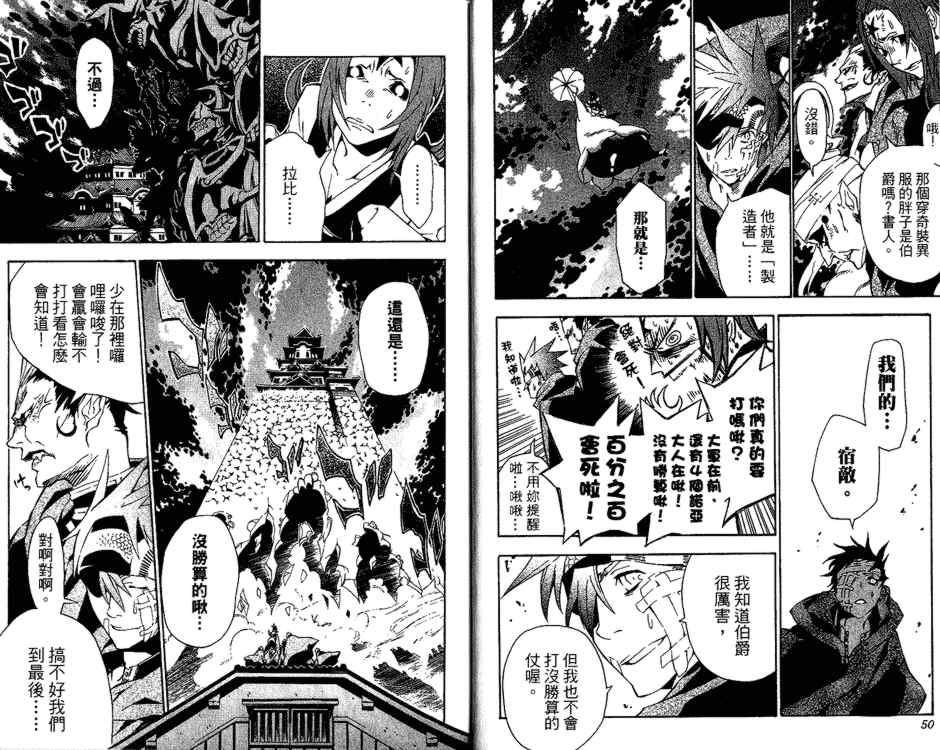 哦！
那個穿奇裝異
服的胖子是伯
爵嗎？書人。
沒錯。
他就是「製
造者」……
那就是…
我們的…
宿敵。
你們真的要
打嗎啾？
大軍在前，
還有4個諾亞
大人在啾！
沒有勝算啾！
百分之百
會死啦！
絕對
會死！
我知道啦
不用妳提醒
啦…啾啾…
我知道伯爵
很厲害，
但我也不會
打沒勝算的
仗喔。
50
………
拉比……
不過…
這還是……
沒勝算的啾…
少在那裡囉
哩囉唆了！
會贏會輸不
打打看怎麼
會知道！
對啊對啊。
搞不好我們
到最後……